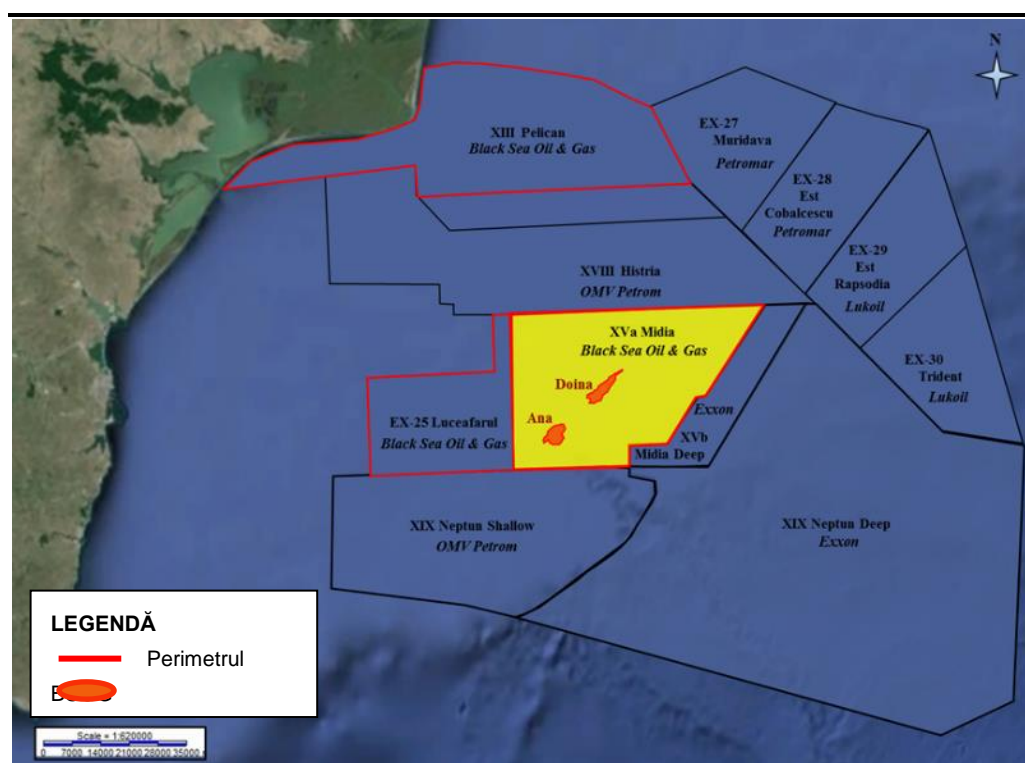 N
XIII Pelican
Black Sea Oil & Gas
EX-27
Muridava
Petromar
EX-28
Est
Cobalcescu
Petromar
EX-29
Est
Rapsodia
Lukoil
EX-30
Trident
Lukoil
XVIII Histria
OMV Petrom
XVa Midia
Black Sea Oil & Gas
Doina
Ana
Exxon
XVb
Midia Deep
EX-25 Luceafarul
Black Sea Oil & Gas
XIX Neptun Shallow
OMV Petrom
XIX Neptun Deep
Exxon
LEGENDĂ
Perimetrul
Scale = 1:620000
0 7000 14000 21000 28000 35000